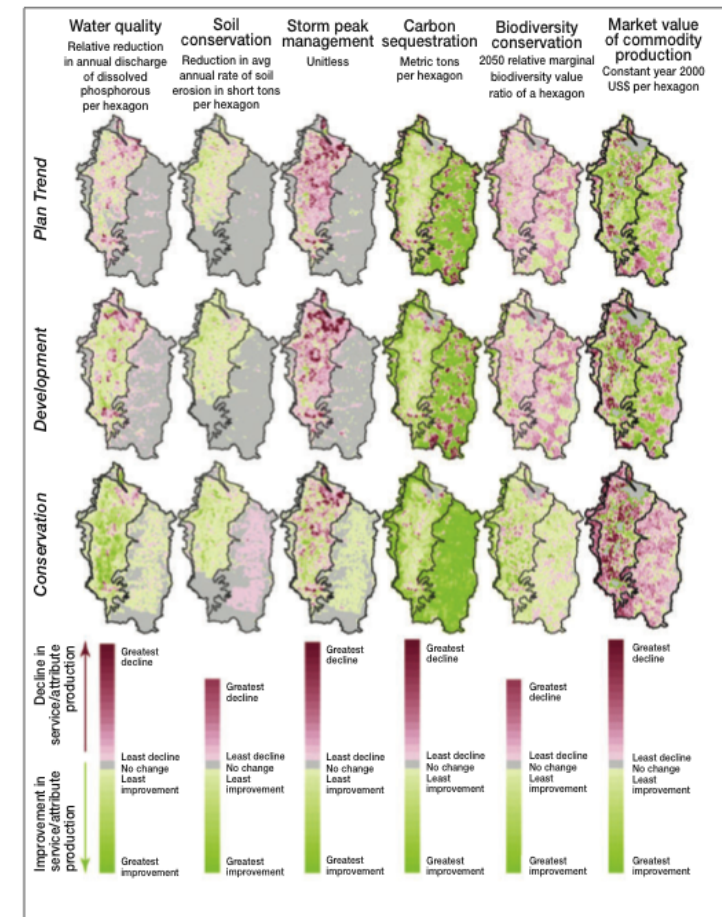 Water quality
Relative reduction
in annual discharge
of dissolved
phosphorous
per hexagon
Soil
conservation
Reduction in avg
annual rate of soil
erosion in short tons
per hexagon
Storm peak
management
Unitless
Carbon
sequestration
Metric tons
per hexagon
Biodiversity
conservation
2050 relative marginal
biodiversity value
ratio of a hexagon
Market value
of commodity
production
Constant year 2000
US$ per hexagon
Plan Trend
Development
Conservation
Decline in
service/attribute
production
Improvement in
service/attribute
production
Greatest
decline
Least decline
No change
Least
improvement
Greatest
improvement
Greatest
decline
Least decline
No change
Least
improvement
Greatest
improvement
Greatest
decline
Least decline
No change
Least
improvement
Greatest
improvement
Greatest
decline
Least decline
No change
Least
improvement
Greatest
improvement
Greatest
decline
Least decline
No change
Least
improvement
Greatest
improvement
Greatest
decline
Least decline
No change
Least
improvement
Greatest
improvement